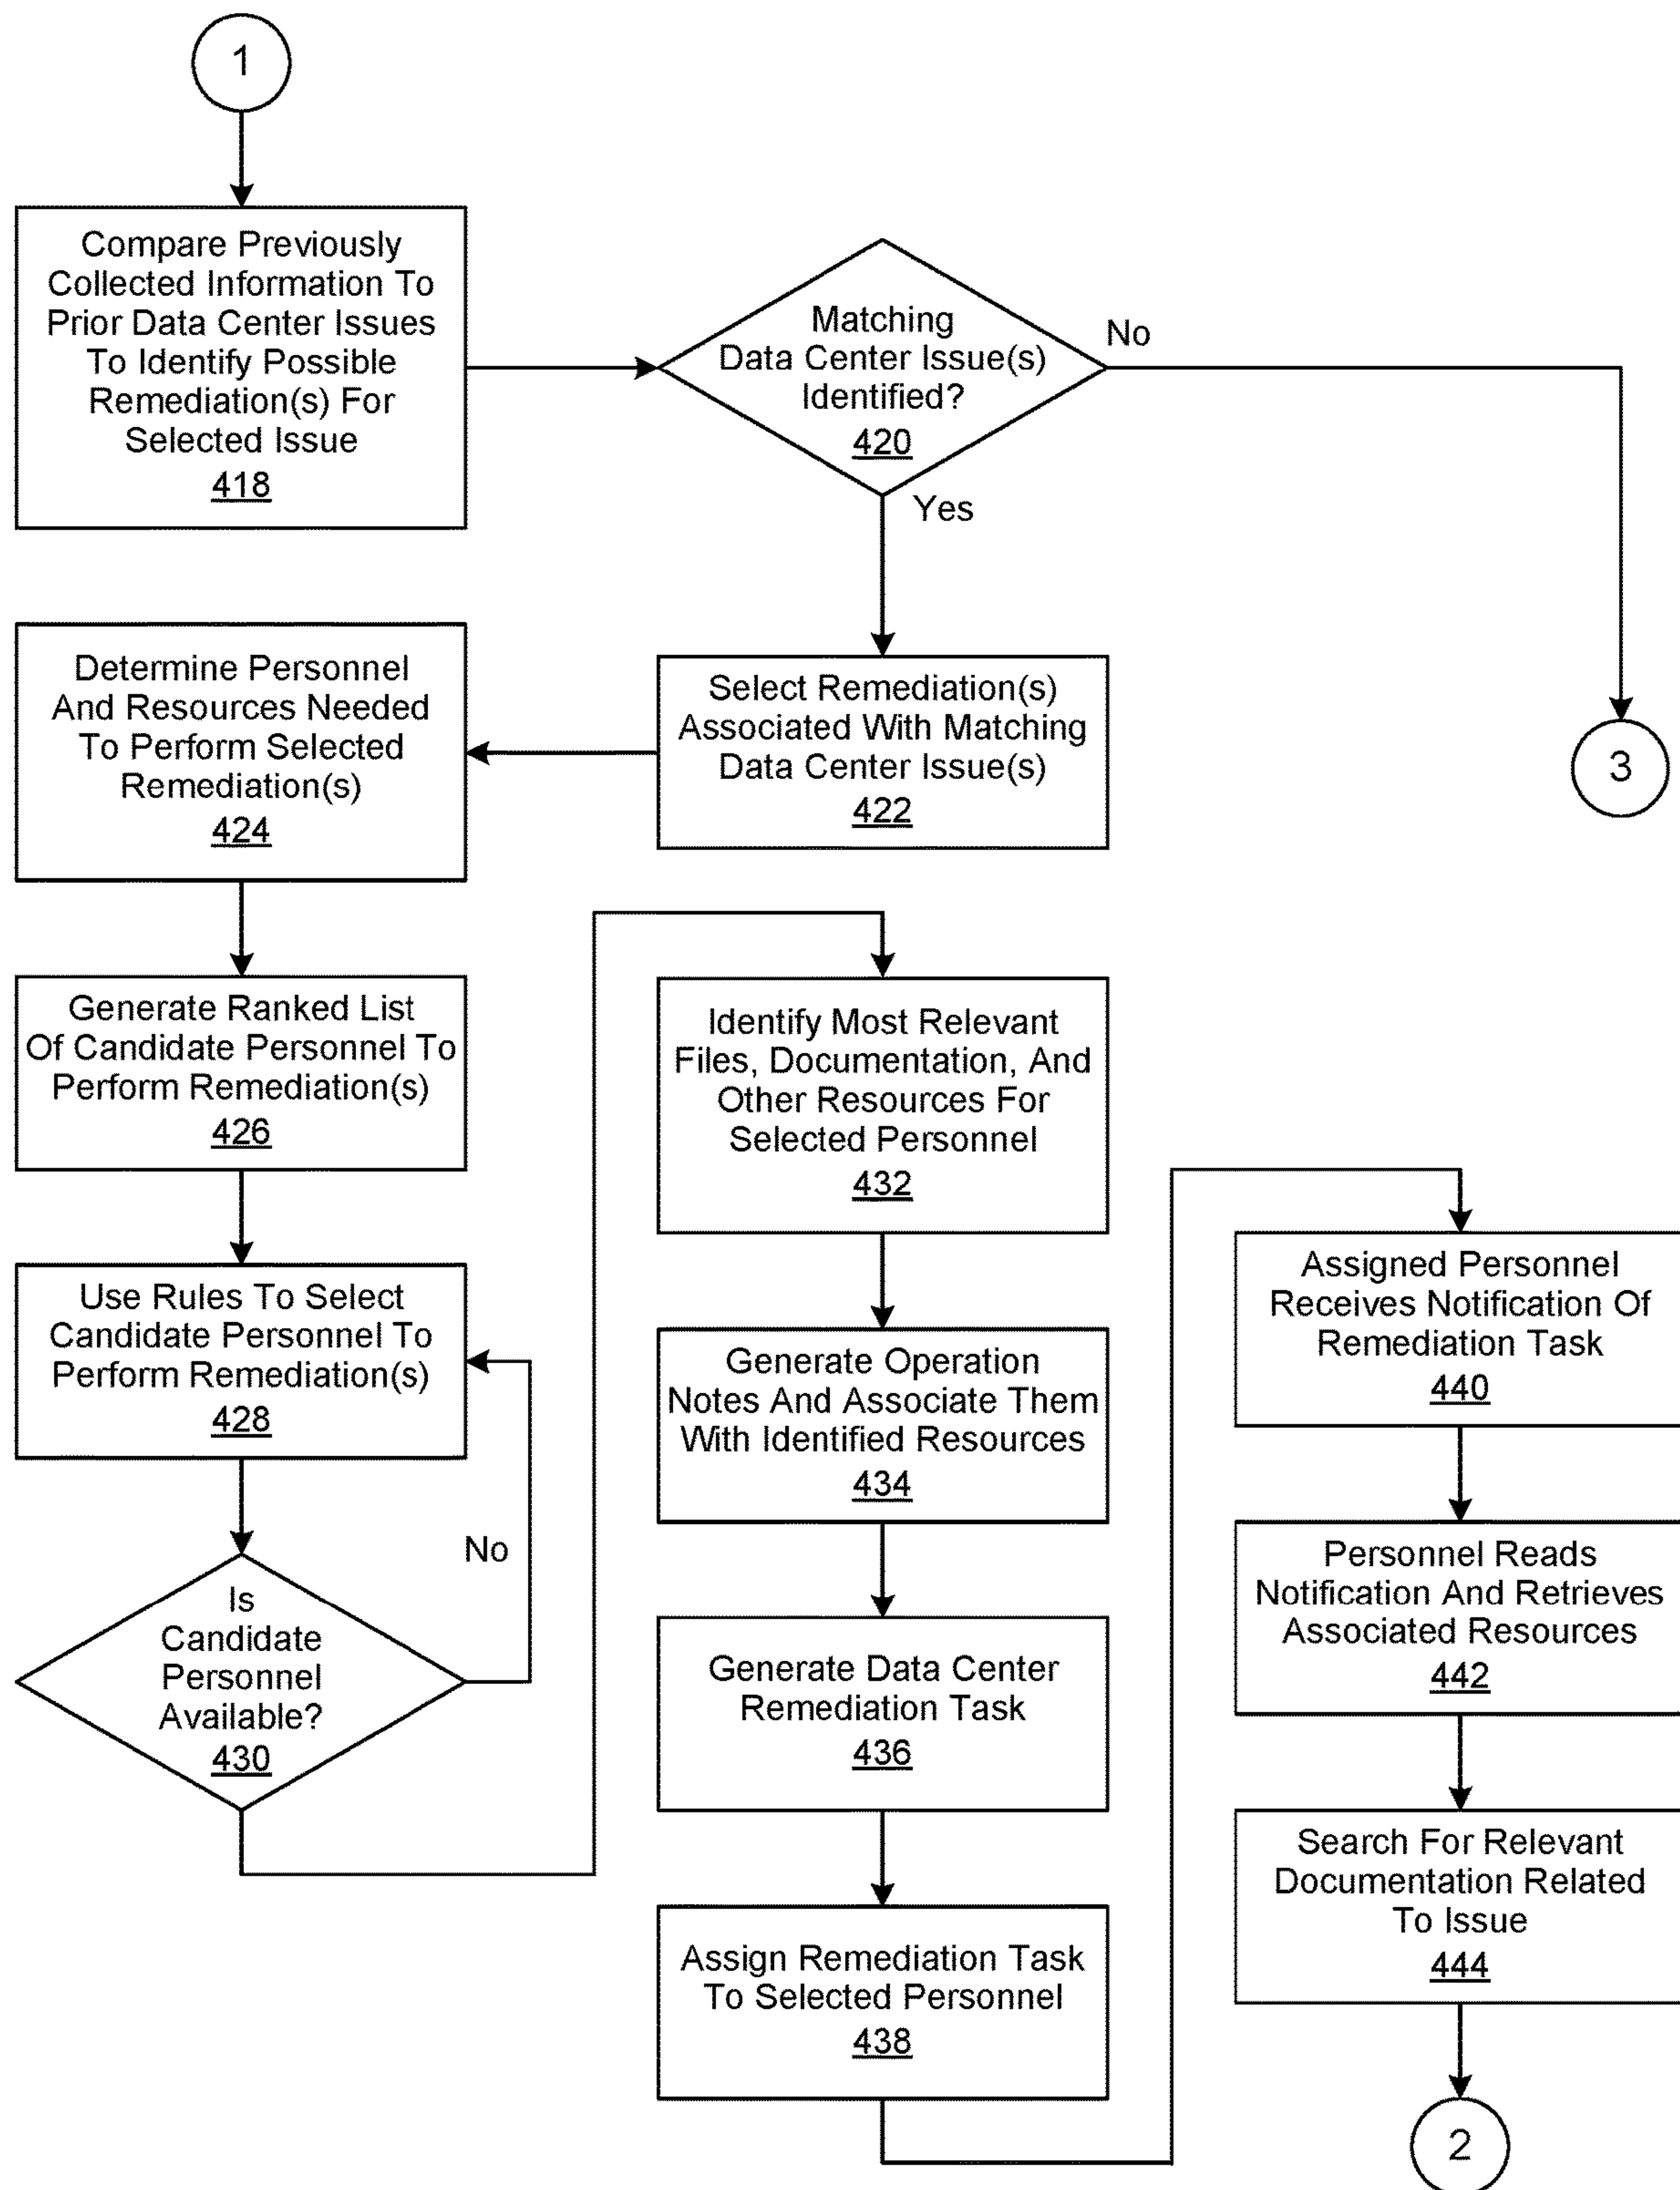 1
Compare Previously
Collected Information To
Prior Data Center Issues
To Identify Possible
Remediation(s) For
Selected Issue
418
Matching
Data Center Issue(s)
Identified?
420
No
Yes
3
Select Remediation(s)
Associated With Matching
Data Center Issue(s)
422
Determine Personnel
And Resources Needed
To Perform Selected
Remediation(s)
424
Generate Ranked List
Of Candidate Personnel To
Perform Remediation(s)
426
Use Rules To Select
Candidate Personnel To
Perform Remediation(s)
428
No
Is
Candidate
Personnel
Available?
430
Identify Most Relevant
Files, Documentation, And
Other Resources For
Selected Personnel
432
Generate Operation
Notes And Associate Them
With Identified Resources
434
Generate Data Center
Remediation Task
436
Assign Remediation Task
To Selected Personnel
438
Assigned Personnel
Receives Notification Of
Remediation Task
440
Personnel Reads
Notification And Retrieves
Associated Resources
442
Search For Relevant
Documentation Related
To Issue
444
2